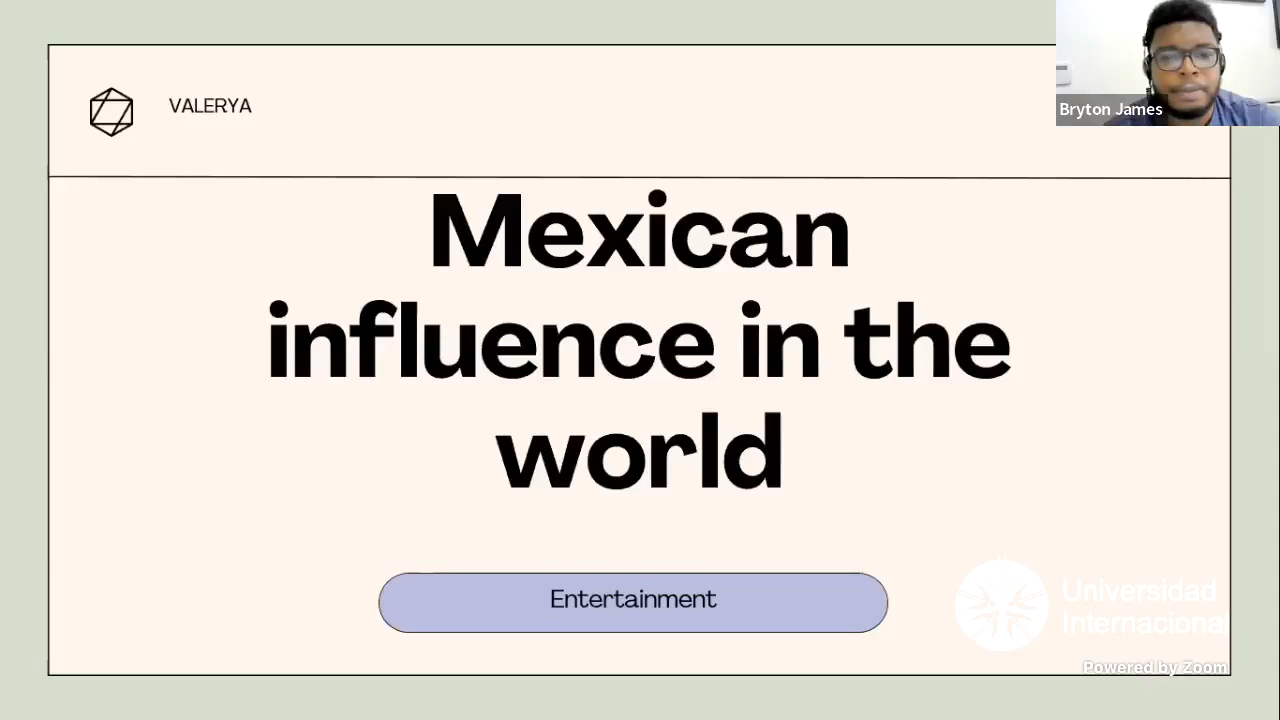 VALERYA
Bryton James
Mexican
influence in the
world
Entertainment
Universidad
Internacional
Powered by Zoom